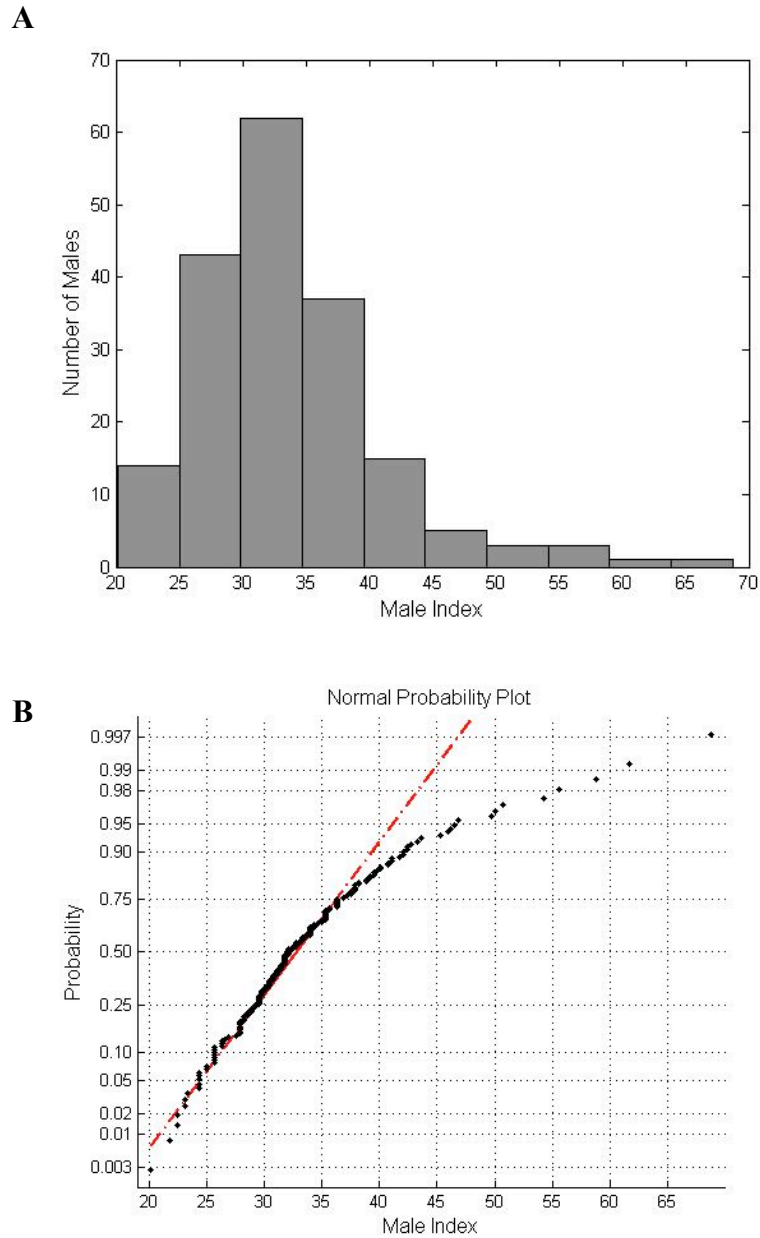 A
70
60
50
40
30
20
10
0
Number of Males
20 25 30 35 40 45 50 55 60 65 70
Male Index
B
Normal Probability Plot
0.997
0.99
0.98
0.95
0.90
0.75
0.50
0.25
0.10
0.05
0.02
0.01
0.003
Probability
20 25 30 35 40 45 50 55 60 65
Male Index